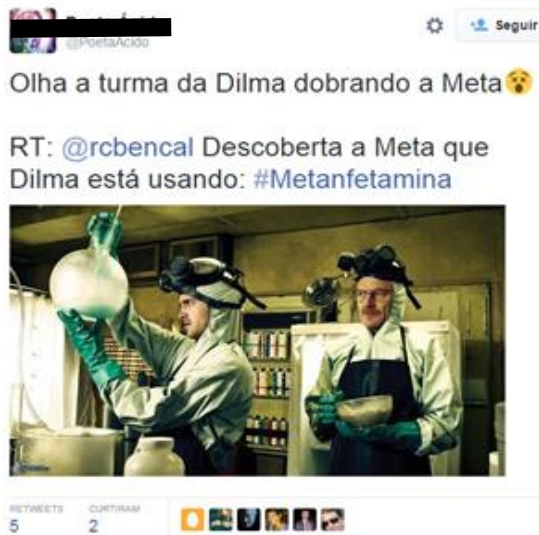 @PoetaAcido
Seguir
Olha a turma da Dilma dobrando a Meta😵
RT: @rcbencal Descoberta a Meta que
Dilma está usando: #Metanfetamina
RETWEETS CURTIRAM
5 2